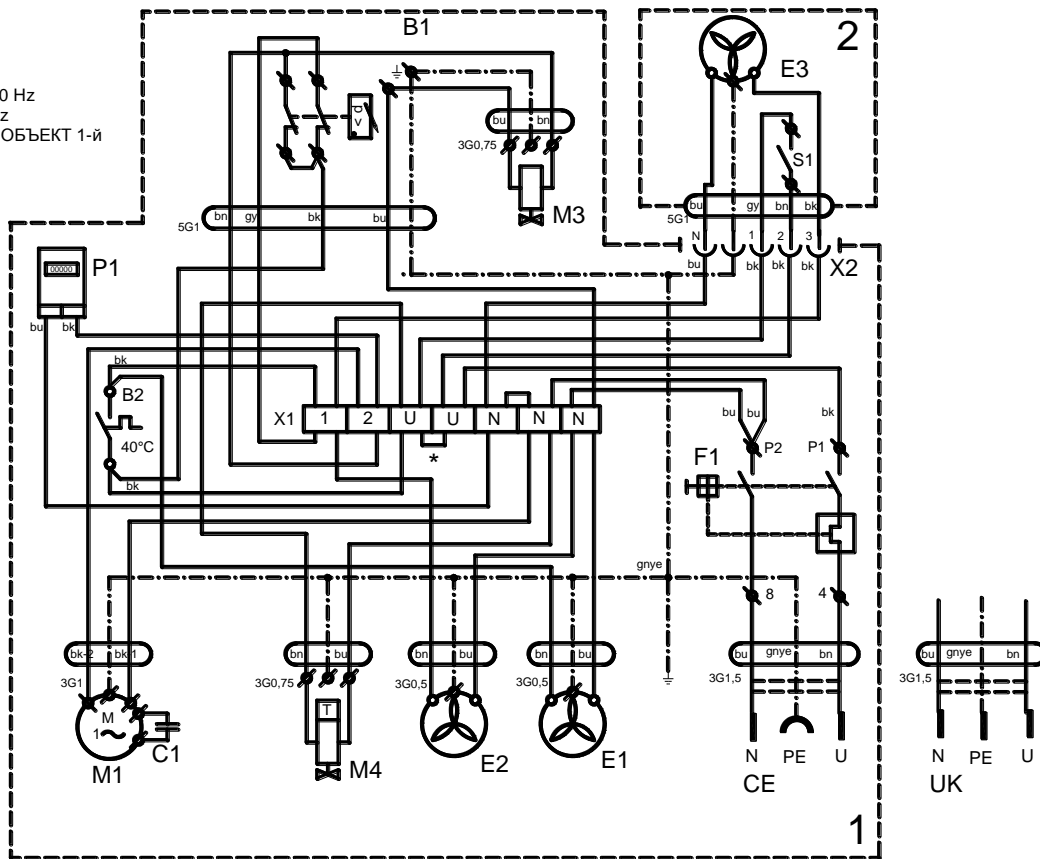 B1
2
E3
0 Hz
z
ОБЪЕКТ 1-й
bu bn
3G0,75
M3
S1
bn gy bk bu
5G1
bu gy bn bk
5G1
N 1 2 3
bu bk bk bk
X2
P1
00000
bu bk
bk
B2
40°C
bk
X1 1 2 U U N N N
*
bu bu bk
F1 P2 P1
gnye
8 4
bk-2 bk-1
3G1
bn bu
3G0,75
bn bu
3G0,5
bn bu
3G0,5
bu gnye bn
3G1,5
bu gnye bn
3G1,5
M
1
C1
M1
T
M4
E2
E1
N PE U
CE
N PE U
UK
1